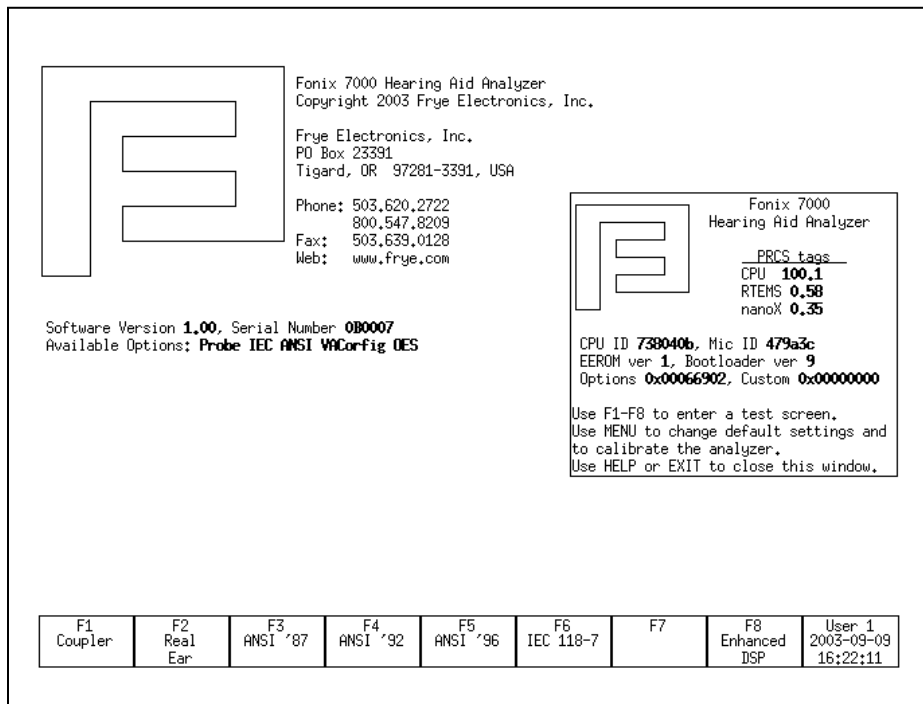 Fonix 7000 Hearing Aid Analyzer
Copyright 2003 Frye Electronics, Inc.
Frye Electronics, Inc.
PO Box 23391
Tigard, OR 97281-3391, USA
Phone: 503.620.2722
800.547.8209
Fax: 503.639.0128
Web: www.frye.com
Software Version 1.00, Serial Number 0B0007
Available Options: Probe IEC ANSI VACorfig OES
Fonix 7000
Hearing Aid Analyzer
PRCS tags
CPU 100.1
RTEMS 0.58
nanoX 0.35
CPU ID 738040b, Mic ID 479a3c
EEROM ver 1, Bootloader ver 9
Options 0x00066902, Custom 0x00000000
Use F1-F8 to enter a test screen.
Use MENU to change default settings and
to calibrate the analyzer.
Use HELP or EXIT to close this window.
F1
Coupler
F2
Real
Ear
F3
ANSI '87
F4
ANSI '92
F5
ANSI '96
F6
IEC 118-7
F7
F8
Enhanced
DSP
User 1
2003-09-09
16:22:11